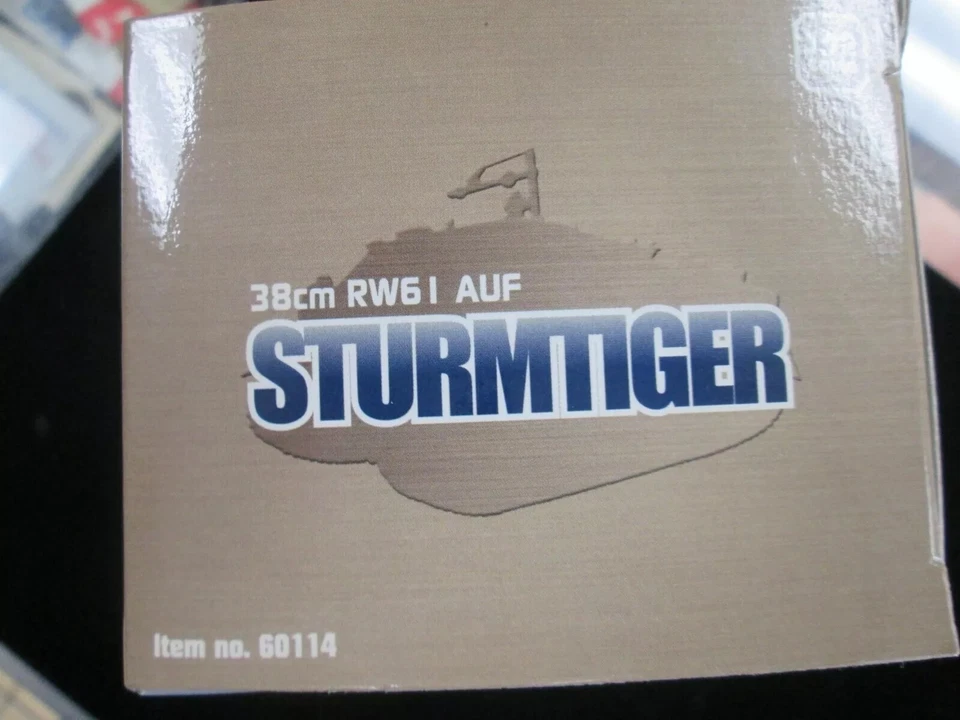 38cm RW61 AUF
STURMTIGER
Item no. 60114